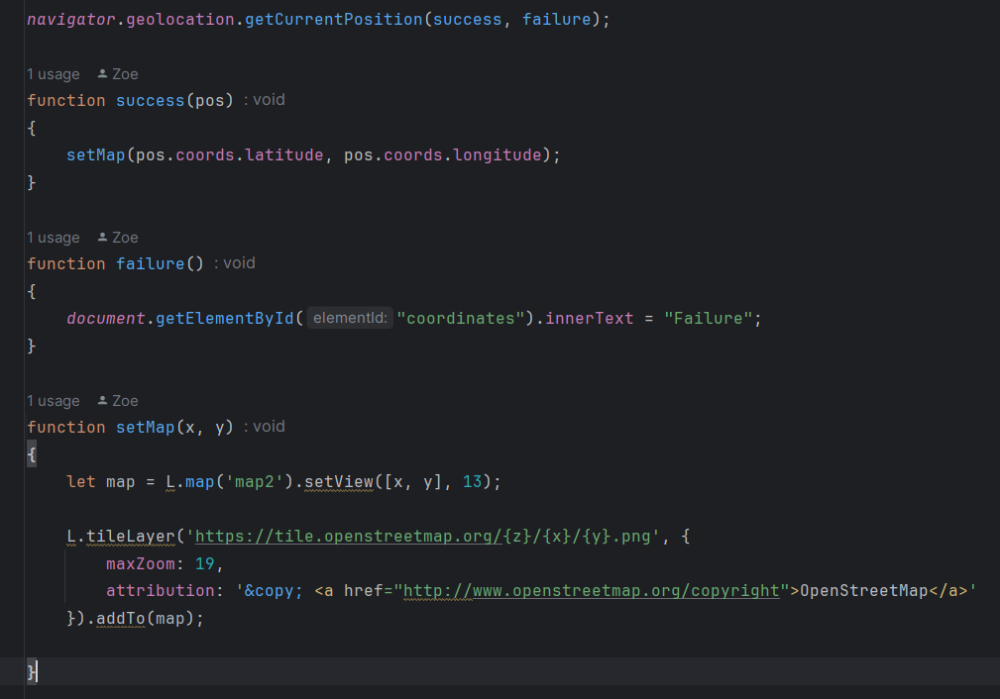 navigator.geolocation.getCurrentPosition(success, failure);
1 usage Zoe
function success(pos) : void
{
setMap(pos.coords.latitude, pos.coords.longitude);
}
1 usage Zoe
function failure() : void
{
document.getElementById( elementId: "coordinates").innerText = "Failure";
}
1 usage Zoe
function setMap(x, y) : void
{
let map = L.map('map2').setView([x, y], 13);
L.tileLayer('https://tile.openstreetmap.org/{z}/{x}/{y}.png', {
maxZoom: 19,
attribution: '&copy; <a href="http://www.openstreetmap.org/copyright">OpenStreetMap</a>'
}).addTo(map);
}